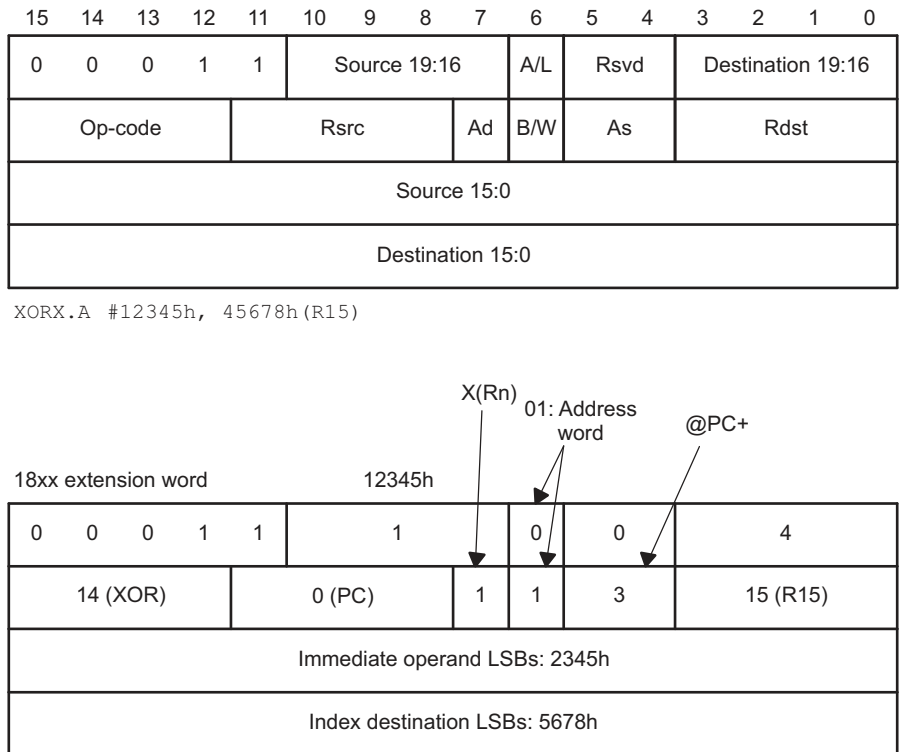 15 14 13 12 11 10 9 8 7 6 5 4 3 2 1 0
0 0 0 1 1 Source 19:16 A/L Rsvd Destination 19:16
Op-code Rsrc Ad B/W As Rdst
Source 15:0
Destination 15:0
XORX.A #12345h, 45678h(R15)
X(Rn)
01: Address
word
@PC+
18xx extension word 12345h
0 0 0 1 1 1 0 0 4
14 (XOR) 0 (PC) 1 1 3 15 (R15)
Immediate operand LSBs: 2345h
Index destination LSBs: 5678h